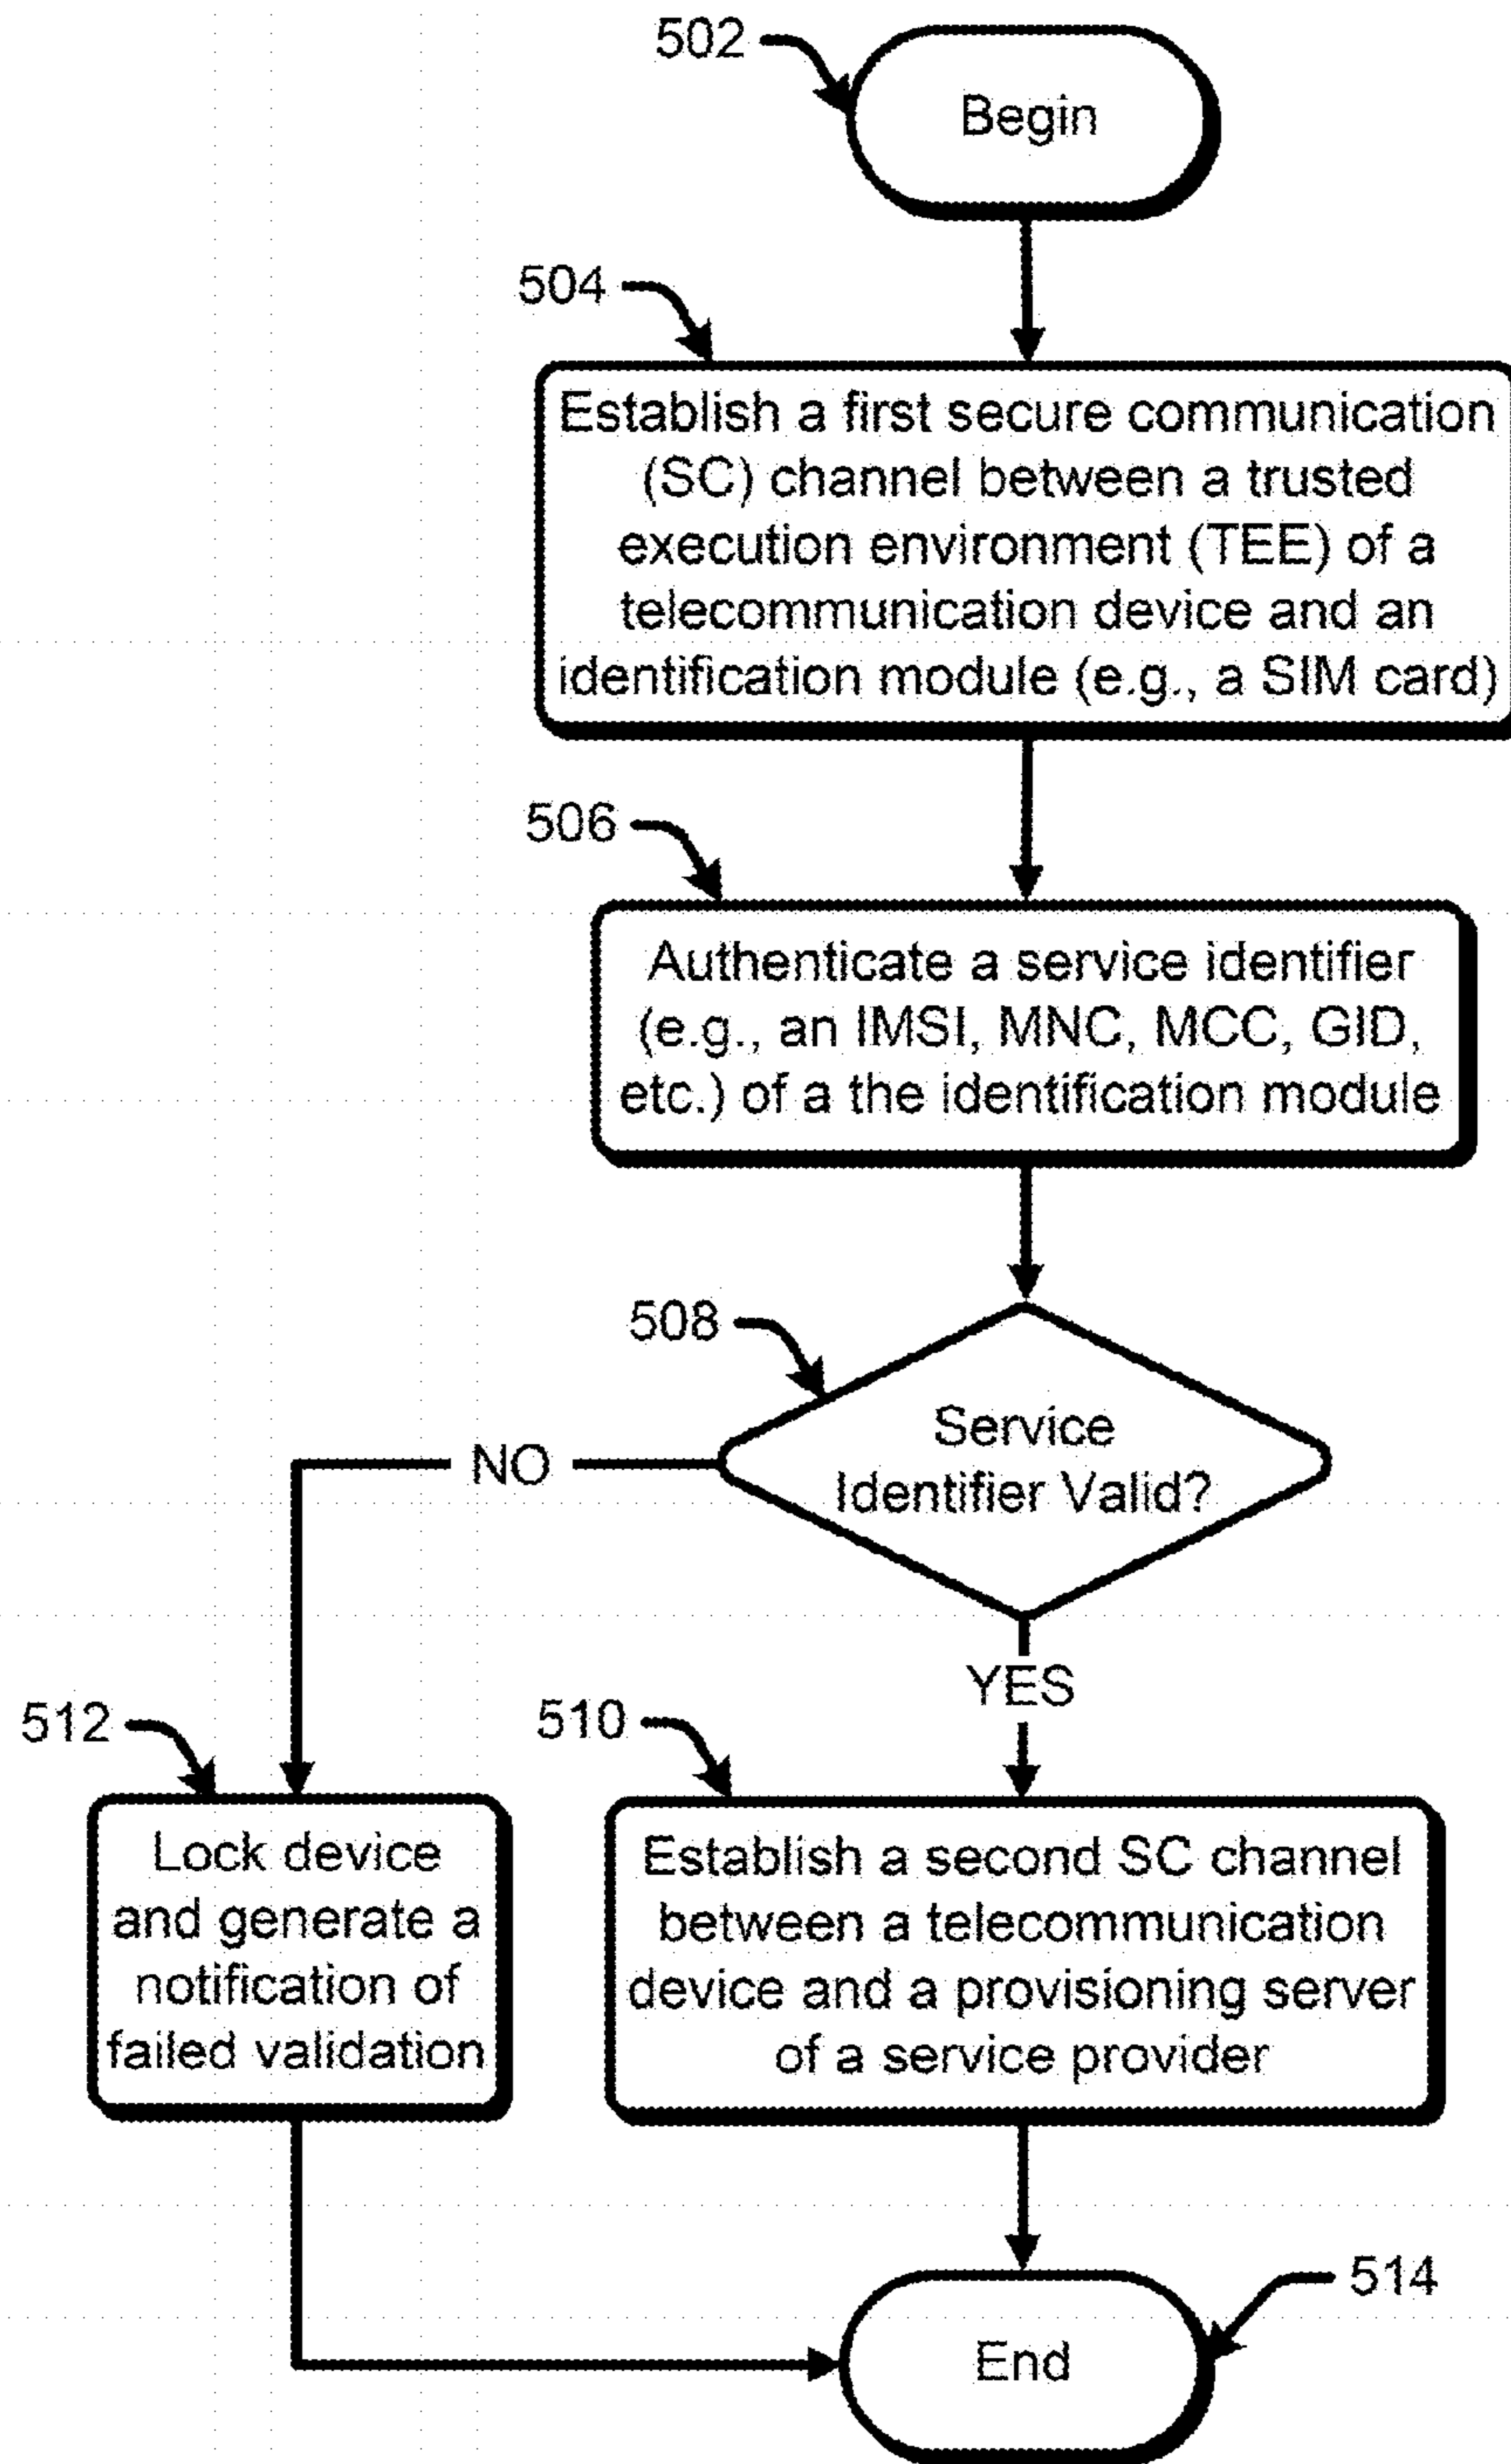 502
Begin
504
Establish a first secure communication
(SC) channel between a trusted
execution environment (TEE) of a
telecommunication device and an
identification module (e.g., a SIM card)
506
Authenticate a service identifier
(e.g., an IMSI, MNC, MCC, GID,
etc.) of a the identification module
508
Service
Identifier Valid?
NO
YES
512
Lock device
and generate a
notification of
failed validation
510
Establish a second SC channel
between a telecommunication
device and a provisioning server
of a service provider
514
End